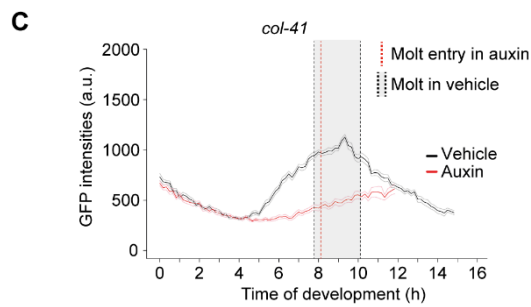 C
col-41
2000
1500
1000
500
0
GFP intensities (a.u.)
0 2 4 6 8 10 12 14 16
Time of development (h)
Molt entry in auxin
Molt in vehicle
Vehicle
Auxin